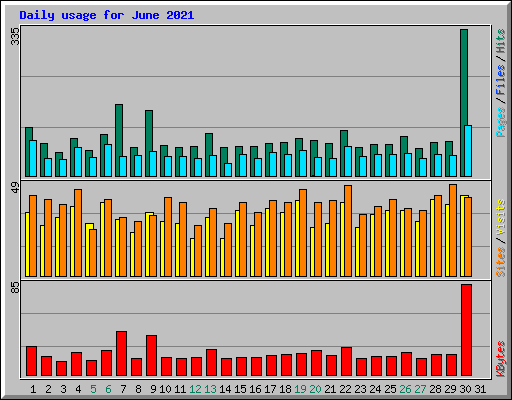 Daily usage for June 2021
335
Pages/Files/Hits
49
Sites/Visits
85
KBytes
1 2 3 4 5 6 7 8 9 10 11 12 13 14 15 16 17 18 19 20 21 22 23 24 25 26 27 28 29 30 31